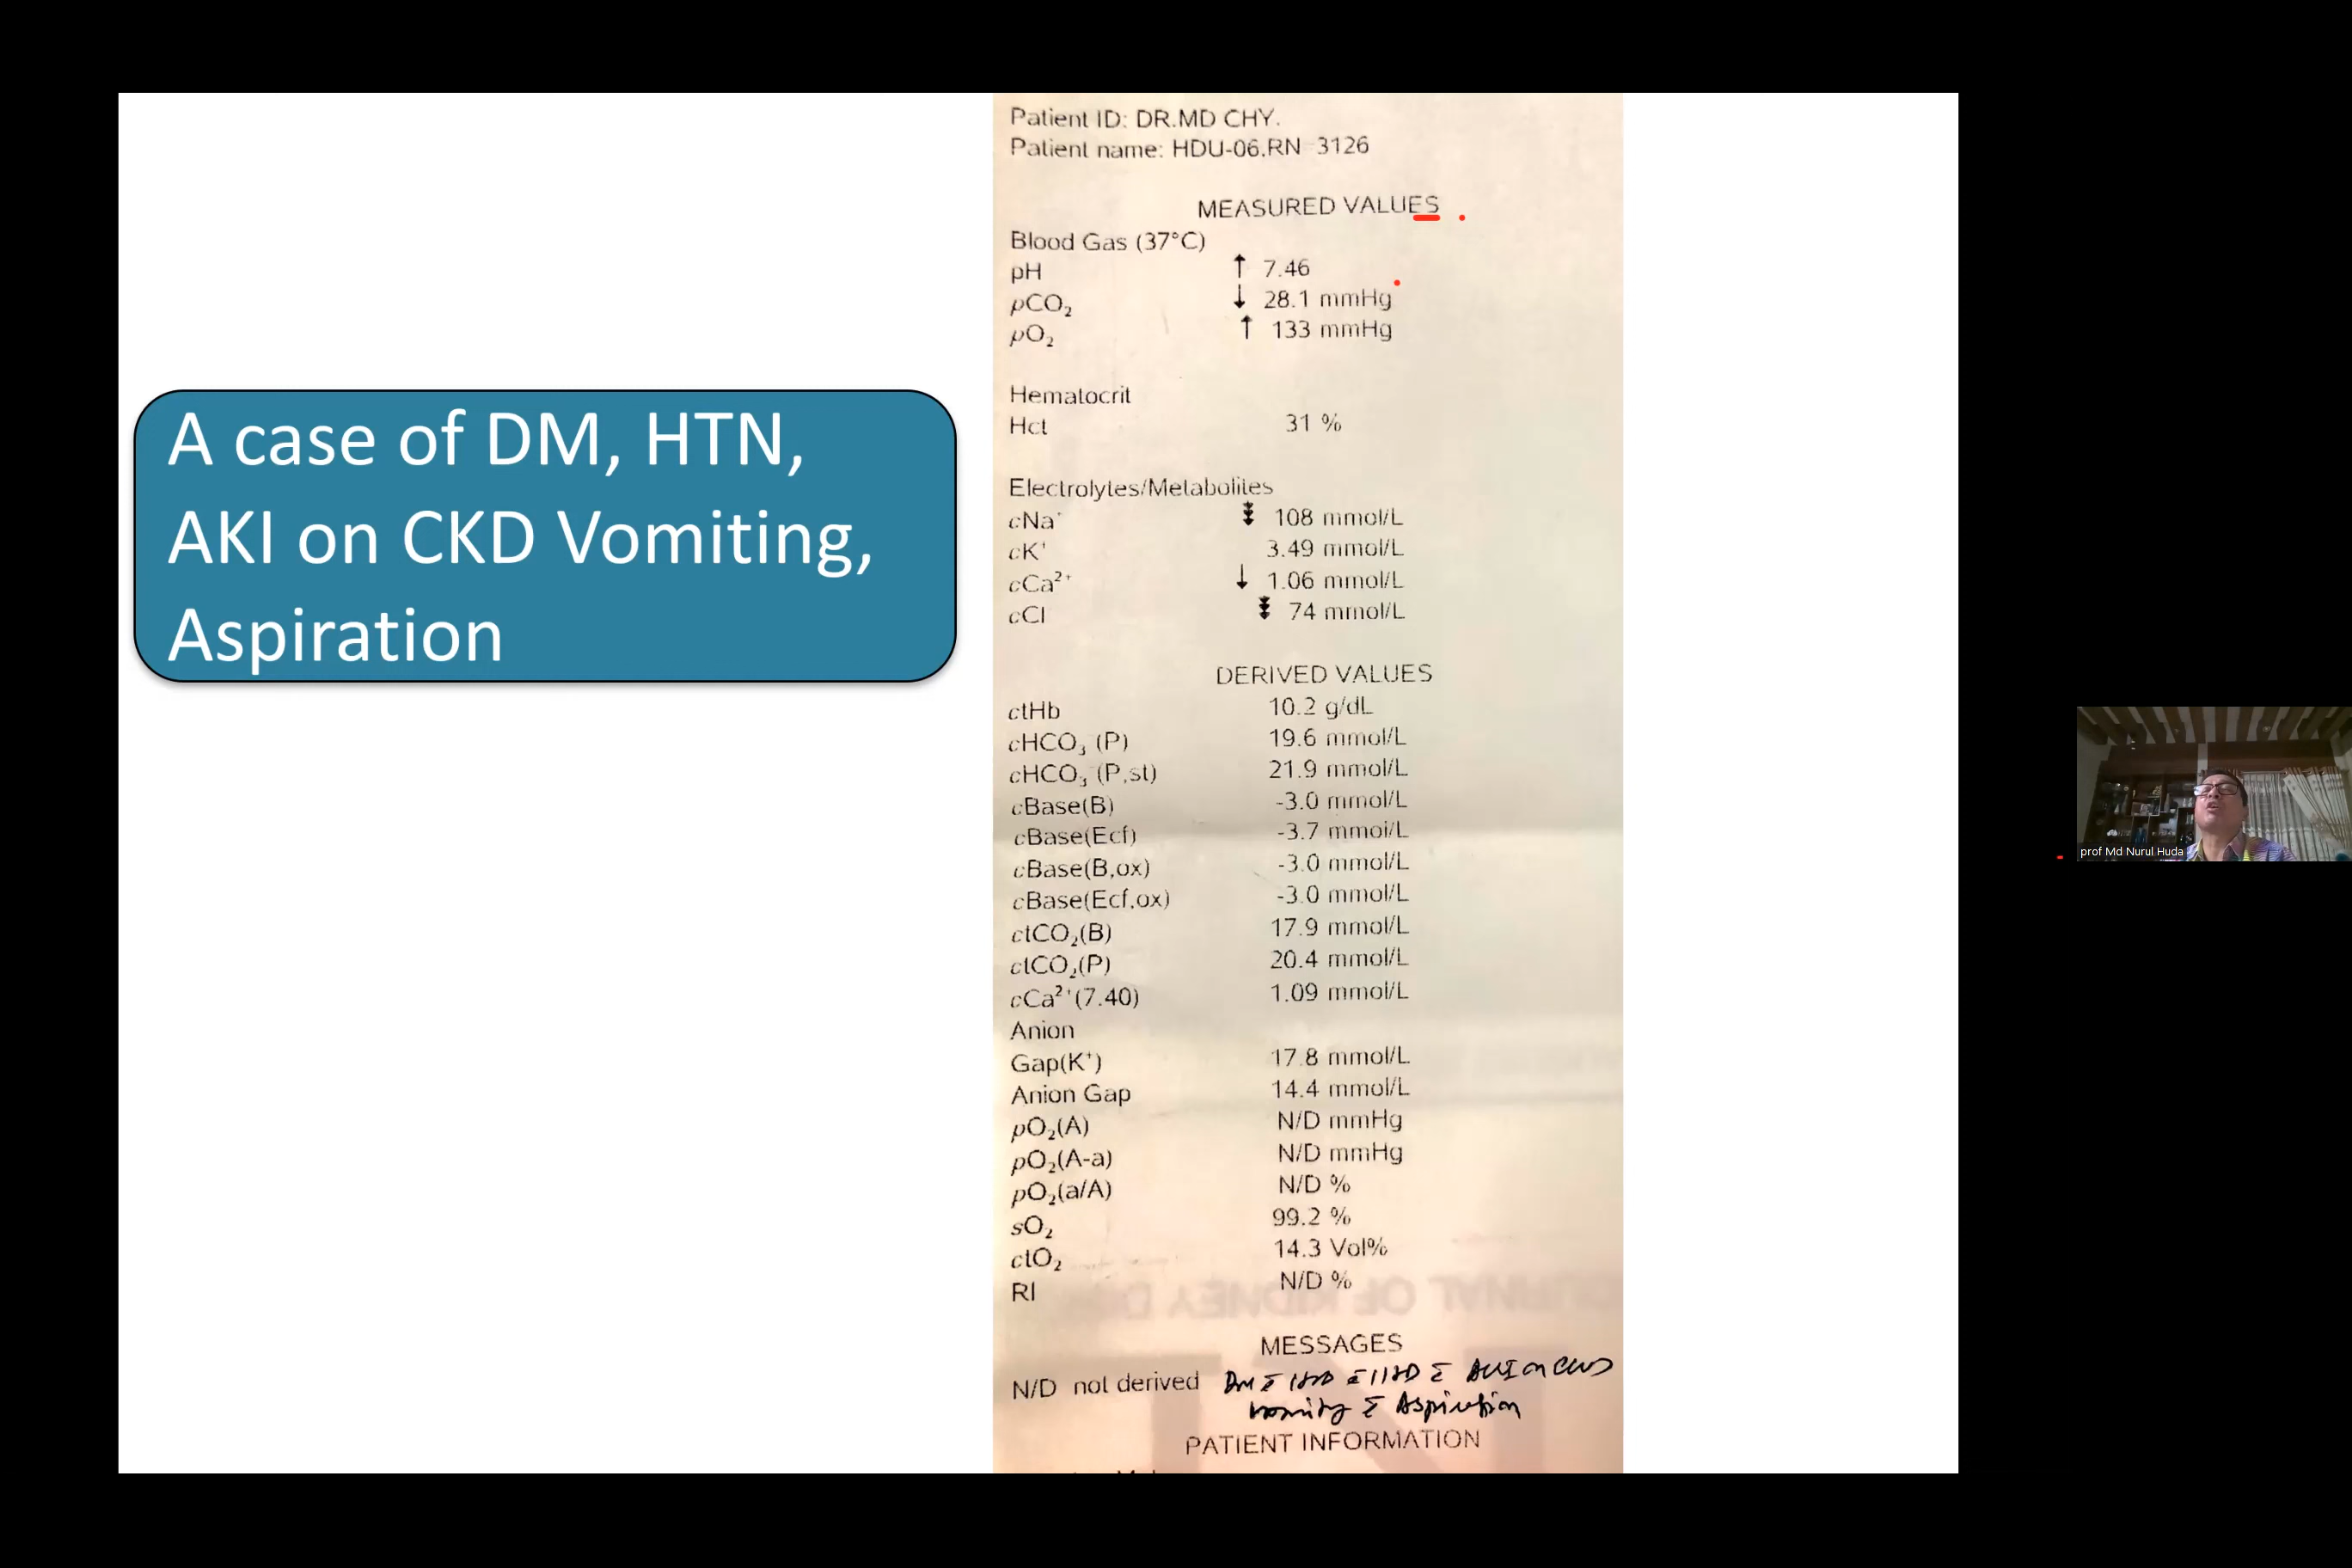 A case of DM, HTN,
AKI on CKD Vomiting,
Aspiration
Patient ID: DR.MD CHY.
Patient name: HDU-06.RN 3126
MEASURED VALUES
Blood Gas (37°C)
pH ↑ 7.46
pCO₂ ↓ 28.1 mmHg
pO₂ ↑ 133 mmHg
Hematocrit
Hct 31 %
Electrolytes/Metabolites
cNa⁺ 108 mmol/L
cK⁺ 3.49 mmol/L
cCa²⁺ ↓ 1.06 mmol/L
cCl 74 mmol/L
DERIVED VALUES
ctHb 10.2 g/dL
cHCO₃ (P) 19.6 mmol/L
cHCO₃ (P,st) 21.9 mmol/L
cBase(B) -3.0 mmol/L
cBase(Ecf) -3.7 mmol/L
cBase(B,ox) -3.0 mmol/L
cBase(Ecf,ox) -3.0 mmol/L
ctCO₂(B) 17.9 mmol/L
ctCO₂(P) 20.4 mmol/L
cCa²⁺(7.40) 1.09 mmol/L
Anion
Gap(K⁺) 17.8 mmol/L
Anion Gap 14.4 mmol/L
pO₂(A) N/D mmHg
pO₂(A-a) N/D mmHg
pO₂(a/A) N/D %
sO₂ 99.2 %
ctO₂ 14.3 Vol%
RI N/D %
MESSAGES
N/D not derived DM AKI on CKD
vomiting Aspiration
PATIENT INFORMATION
prof Md Nurul Huda